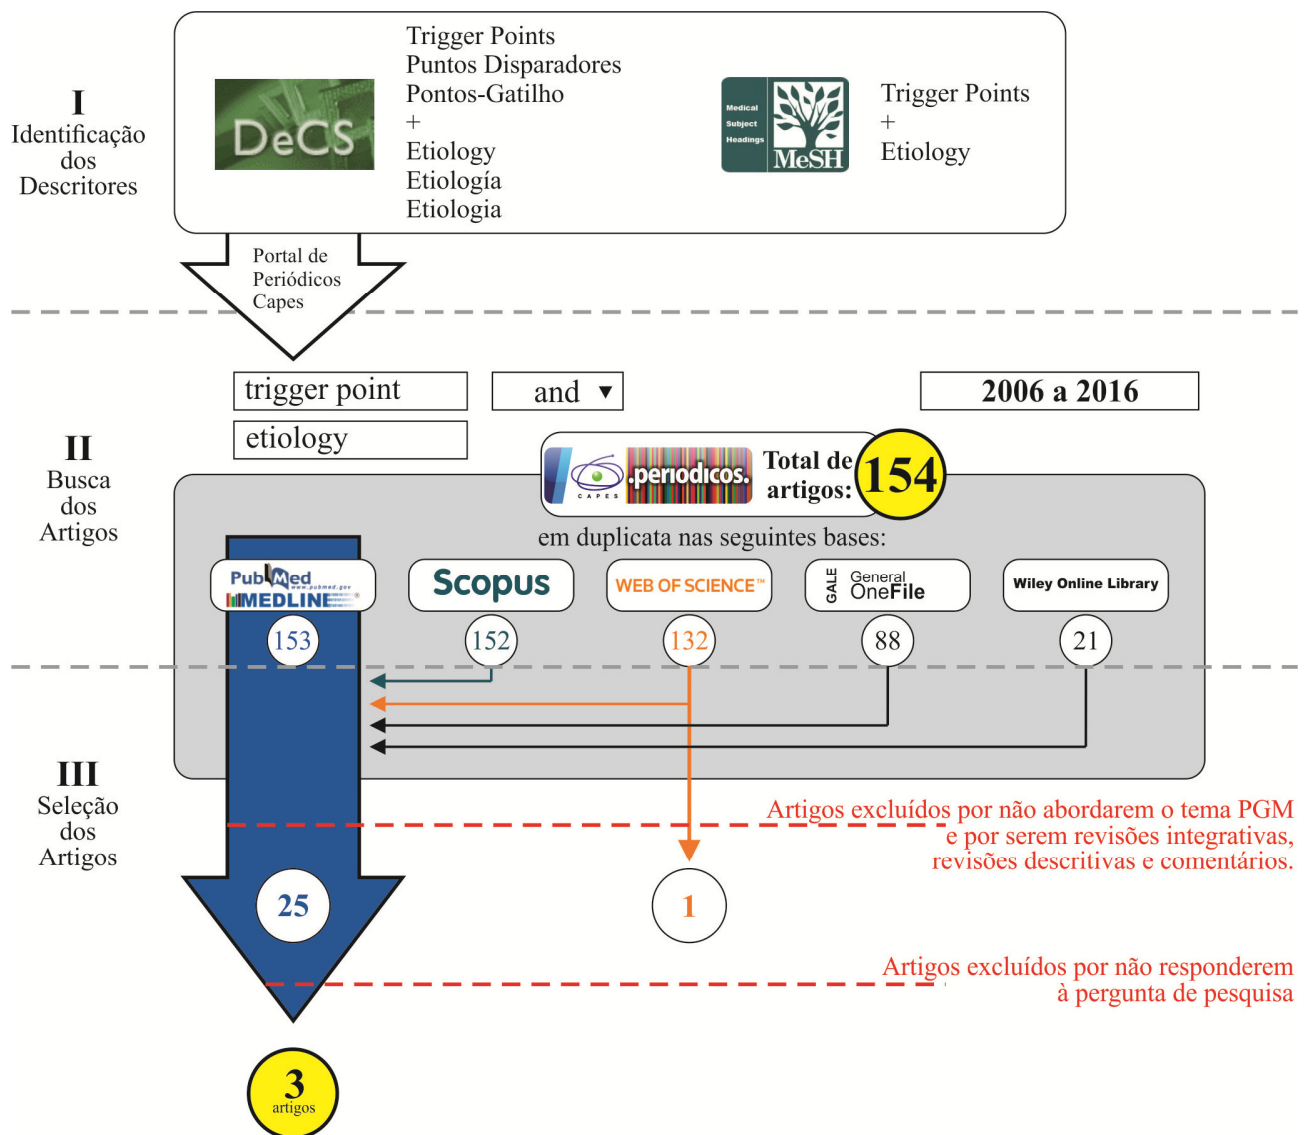 I
Identificação
dos
Descritores
DeCS
Trigger Points
Puntos Disparadores
Pontos-Gatilho
+
Etiology
Etiología
Etiologia
Medical
Subject
Headings
MeSH
Trigger Points
+
Etiology
Portal de
Periódicos
Capes
II
Busca
dos
Artigos
trigger point
and ▼
2006 a 2016
etiology
CAPES
.periodicos.
Total de
artigos:
154
em duplicata nas seguintes bases:
PubMed
www.pubmed.gov
MEDLINE®
Scopus
WEB OF SCIENCE™
GALE
General
OneFile
Wiley Online Library
153
152
132
88
21
III
Seleção
dos
Artigos
Artigos excluídos por não abordarem o tema PGM
e por serem revisões integrativas,
revisões descritivas e comentários.
25
1
Artigos excluídos por não responderem
à pergunta de pesquisa
3
artigos